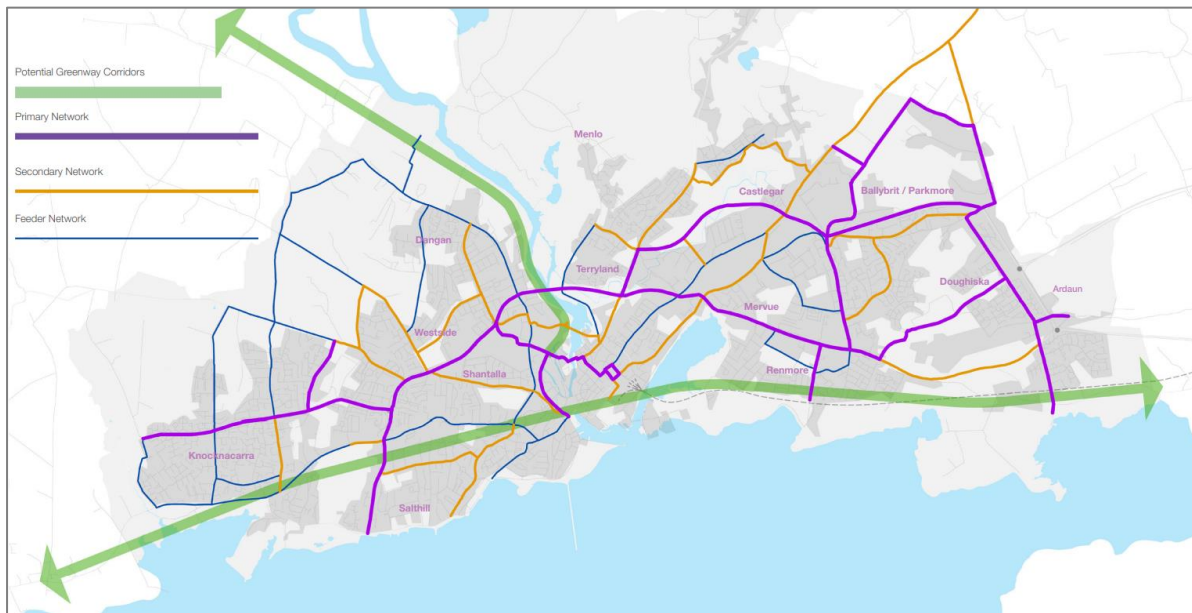 Potential Greenway Corridors
Primary Network
Secondary Network
Feeder Network
Menlo
Castlegar
Ballybrit / Parkmore
Dangan
Terryland
Doughiska
Ardaun
Mervue
Westside
Shantalla
Renmore
Knocnacarra
Salthill